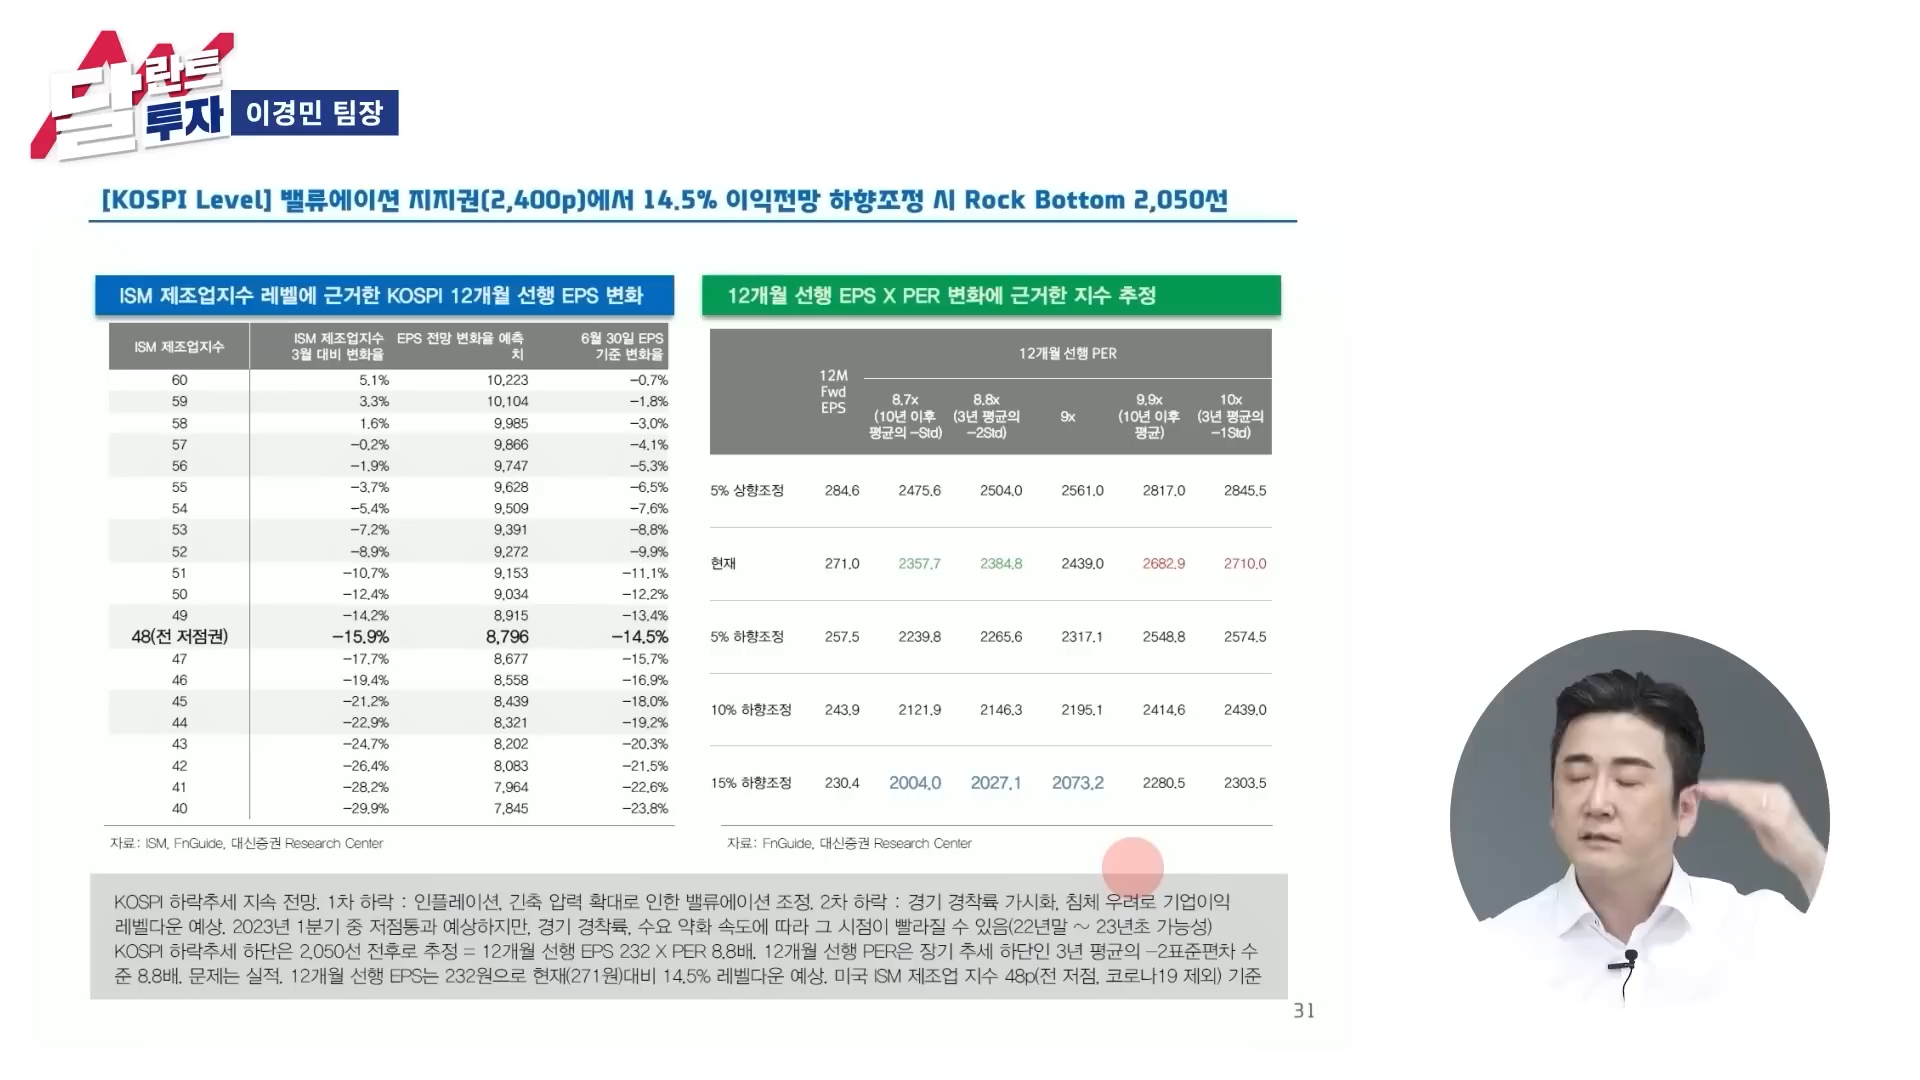 달란트
투자
이경민 팀장
[KOSPI Level] 밸류에이션 지지권(2,400p)에서 14.5% 이익전망 하향조정 시 Rock Bottom 2,050선
ISM 제조업지수 레벨에 근거한 KOSPI 12개월 선행 EPS 변화
ISM 제조업지수 ISM 제조업지수 3월 대비 변화율 EPS 전망 변화율 예측치 6월 30일 EPS 기준 변화율
60 5.1% 10,223 -0.7%
59 3.3% 10,104 -1.8%
58 1.6% 9,985 -3.0%
57 -0.2% 9,866 -4.1%
56 -1.9% 9,747 -5.3%
55 -3.7% 9,628 -6.5%
54 -5.4% 9,509 -7.6%
53 -7.2% 9,391 -8.8%
52 -8.9% 9,272 -9.9%
51 -10.7% 9,153 -11.1%
50 -12.4% 9,034 -12.2%
49 -14.2% 8,915 -13.4%
48(전 저점권) -15.9% 8,796 -14.5%
47 -17.7% 8,677 -15.7%
46 -19.4% 8,558 -16.9%
45 -21.2% 8,439 -18.0%
44 -22.9% 8,321 -19.2%
43 -24.7% 8,202 -20.3%
42 -26.4% 8,083 -21.5%
41 -28.2% 7,964 -22.6%
40 -29.9% 7,845 -23.8%
자료: ISM, FnGuide, 대신증권 Research Center
12개월 선행 EPS X PER 변화에 근거한 지수 추정
12M Fwd EPS
12개월 선행 PER
8.7x (10년 이후 평균의 -Std) 8.8x (3년 평균의 -2Std) 9x 9.9x (10년 이후 평균) 10x (3년 평균의 -1Std)
5% 상향조정 284.6 2475.6 2504.0 2561.0 2817.0 2845.5
현재 271.0 2357.7 2384.8 2439.0 2682.9 2710.0
5% 하향조정 257.5 2239.8 2265.6 2317.1 2548.8 2574.5
10% 하향조정 243.9 2121.9 2146.3 2195.1 2414.6 2439.0
15% 하향조정 230.4 2004.0 2027.1 2073.2 2280.5 2303.5
자료: FnGuide, 대신증권 Research Center
KOSPI 하락추세 지속 전망. 1차 하락 : 인플레이션, 긴축 압력 확대로 인한 밸류에이션 조정. 2차 하락 : 경기 경착륙 가시화, 침체 우려로 기업이익
레벨다운 예상. 2023년 1분기 중 저점통과 예상하지만, 경기 경착륙, 수요 약화 속도에 따라 그 시점이 빨라질 수 있음(22년말 ~ 23년초 가능성)
KOSPI 하락추세 하단은 2,050선 전후로 추정 = 12개월 선행 EPS 232 X PER 8.8배. 12개월 선행 PER은 장기 추세 하단인 3년 평균의 -2표준편차 수
준 8.8배. 문제는 실적. 12개월 선행 EPS는 232원으로 현재(271원)대비 14.5% 레벨다운 예상. 미국 ISM 제조업 지수 48p(전 저점, 코로나19 제외) 기준
31